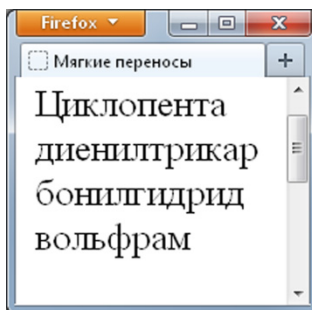 Firefox
Мягкие переносы
Циклопента
диенилтрикар
бонилгидрид
вольфрам